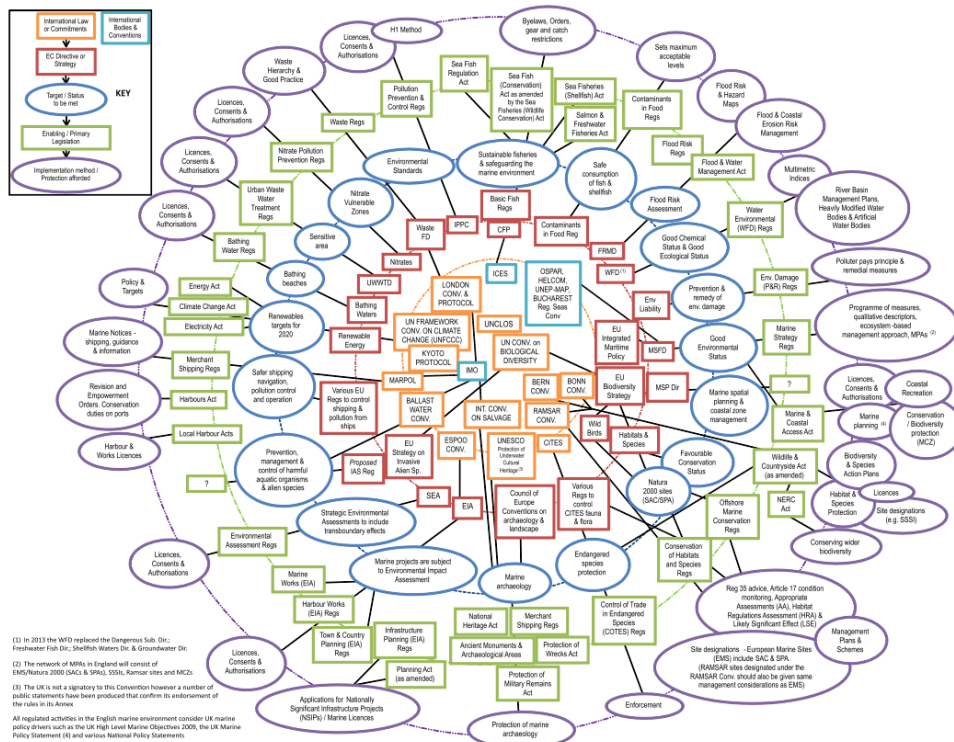 International Law
or Commitments
International
Bodies &
Conventions
EC Directive or
Strategy
Target / Status
to be met
KEY
Enabling / Primary
Legislation
Implementation method /
Protection afforded
Licences,
Consents &
Authorisations
H1 Method
Byelaws, Orders,
gear and catch
restrictions
Sets maximum
acceptable
levels
Flood Risk
& Hazard
Maps
Flood & Coastal
Erosion Risk
Management
Multimetric
Indices
River Basin
Management Plans,
Heavily Modified Water
Bodies & Artificial
Water Bodies
Polluter pays principle &
remedial measures
Programme of measures,
qualitative descriptors,
ecosystem-based
management approach, MPAs (2)
Licences,
Consents &
Authorisations
Coastal
Recreation
Marine
planning (4)
Conservation
/ Biodiversity
protection
(MCZ)
Biodiversity
& Species
Action Plans
Habitat &
Species
Protection
Licences
Site designations
(e.g. SSSI)
Conserving wider
biodiversity
Reg 35 advice, Article 17 condition
monitoring, Appropriate
Assessments (AA), Habitat
Regulations Assessment (HRA) &
Likely Significant Effect (LSE)
Management
Plans &
Schemes
Site designations - European Marine Sites
(EMS) include SAC & SPA.
(RAMSAR sites designated under the
RAMSAR Conv. should also be given same
management considerations as EMS)
Enforcement
Protection of marine
archaeology
Applications for Nationally
Significant Infrastructure Projects
(NSIPs) / Marine Licences
Licences,
Consents &
Authorisations
Licences,
Consents &
Authorisations
Harbour &
Works Licences
Revision and
Empowerment
Orders. Conservation
duties on ports
Marine Notices -
shipping, guidance
& information
Policy &
Targets
Licences,
Consents &
Authorisations
Licences,
Consents &
Authorisations
Licences,
Consents &
Authorisations
Waste
Hierarchy &
Good Practice
Sea Fish
Regulation
Act
Sea Fish
(Conservation)
Act as amended
by the Sea
Fisheries (Wildlife
Conservation) Act
Sea Fisheries
(Shellfish) Act
Salmon &
Freshwater
Fisheries Act
Contaminants
in Food
Regs
Flood Risk
Regs
Flood & Water
Management Act
Water
Environmental
(WFD) Regs
Env. Damage
(P&R) Regs
Marine
Strategy
Regs
?
Marine &
Coastal
Access Act
Wildlife &
Countryside Act
(as amended)
NERC
Act
Offshore
Marine
Conservation
Regs
Conservation
of Habitats
and Species
Regs
Control of Trade
in Endangered
Species
(COTES) Regs
Merchant
Shipping Regs
Protection of
Wrecks Act
Protection of
Military Remains
Act
National
Heritage Act
Ancient Monuments &
Archaeological Areas
Infrastructure
Planning (EIA)
Regs
Planning Act
(as amended)
Town & Country
Planning (EIA)
Regs
Harbour Works
(EIA) Regs
Marine
Works (EIA)
Environmental
Assessment Regs
?
Local Harbour Acts
Harbours Act
Merchant
Shipping Regs
Electricity Act
Climate Change Act
Energy Act
Bathing
Water Regs
Urban Waste
Water
Treatment Regs
Nitrate Pollution
Prevention Regs
Waste Regs
Pollution
Prevention &
Control Regs
Environmental
Standards
Sustainable fisheries
& safeguarding the
marine environment
Safe
consumption
of fish &
shellfish
Flood Risk
Assessment
Good Chemical
Status & Good
Ecological Status
Prevention &
remedy of
env. damage
Good
Environmental
Status
Marine spatial
planning &
coastal zone
management
Favourable
Conservation
Status
Natura
2000 sites
(SAC/SPA)
Endangered
species
protection
Marine
archaeology
Marine projects are subject
to Environmental Impact
Assessment
Strategic Environmental
Assessments to include
transboundary effects
Prevention,
management &
control of harmful
aquatic organisms
& alien species
Safer shipping
navigation,
pollution control
and operation
Renewables
targets for
2020
Bathing
beaches
Sensitive
area
Nitrate
Vulnerable
Zones
Waste
FD
IPPC
Basic Fish
Regs
CFP
Contaminants
in Food Reg
FRMD
WFD (1)
Env
Liability
MSFD
EU
Integrated
Maritime
Policy
MSP Dir
EU
Biodiversity
Strategy
Wild
Birds
Habitats &
Species
Various
Regs to
control
CITES fauna
& flora
Council of
Europe
Conventions on
archaeology &
landscape
EIA
SEA
Proposed
IAS Reg
EU
Strategy on
Invasive
Alien Sp.
Various EU
Regs to control
shipping &
pollution from
ships
Renewable
Energy
Bathing
Waters
UWWTD
Nitrates
ICES
OSPAR,
HELCOM,
UNEP-MAP,
BUCHAREST
Reg. Seas
Conv
LONDON
CONV. &
PROTOCOL
UNCLOS
UN FRAMEWORK
CONV. ON CLIMATE
CHANGE (UNFCCC)
UN CONV. on
BIOLOGICAL
DIVERSITY
KYOTO
PROTOCOL
IMO
MARPOL
BERN
CONV.
BONN
CONV.
BALLAST
WATER
CONV.
INT. CONV.
ON SALVAGE
RAMSAR
CONV.
ESPOO
CONV.
UNESCO
Protection of
Underwater
Cultural
Heritage(3)
CITES
(1) In 2013 the WFD replaced the Dangerous Sub. Dir.;
Freshwater Fish Dir.; Shellfish Waters Dir. & Groundwater Dir.
(2) The network of MPAs in England will consist of
EMS/Natura 2000 (SACs & SPAs), SSSIs, Ramsar sites and MCZs
(3) The UK is not a signatory to this Convention however a number of
public statements have been produced that confirm its endorsement of
the rules in its Annex
All regulated activities in the English marine environment consider UK marine
policy drivers such as the UK High Level Marine Objectives 2009, the UK Marine
Policy Statement (4) and various National Policy Statements